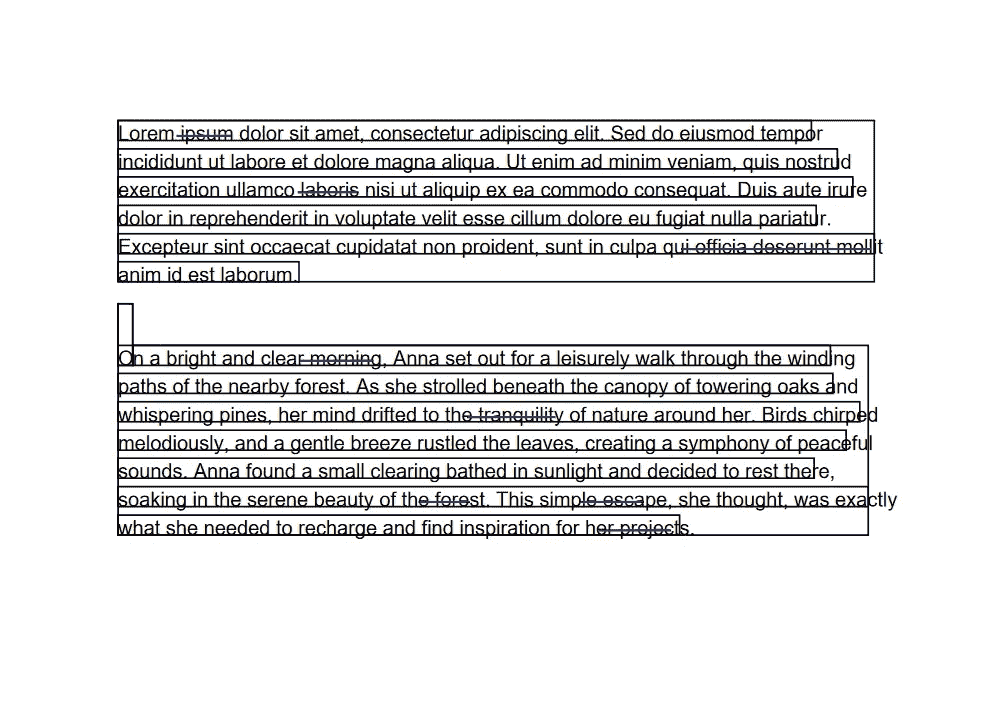 Lorem ipsum dolor sit amet, consectetur adipiscing elit. Sed do eiusmod tempor
incididunt ut labore et dolore magna aliqua. Ut enim ad minim veniam, quis nostrud
exercitation ullamco laboris nisi ut aliquip ex ea commodo consequat. Duis aute irure
dolor in reprehenderit in voluptate velit esse cillum dolore eu fugiat nulla pariatur.
Excepteur sint occaecat cupidatat non proident, sunt in culpa qui officia deserunt mollit
anim id est laborum.
On a bright and clear morning, Anna set out for a leisurely walk through the winding
paths of the nearby forest. As she strolled beneath the canopy of towering oaks and
whispering pines, her mind drifted to the tranquility of nature around her. Birds chirped
melodiously, and a gentle breeze rustled the leaves, creating a symphony of peaceful
sounds. Anna found a small clearing bathed in sunlight and decided to rest there,
soaking in the serene beauty of the forest. This simple escape, she thought, was exactly
what she needed to recharge and find inspiration for her projects.